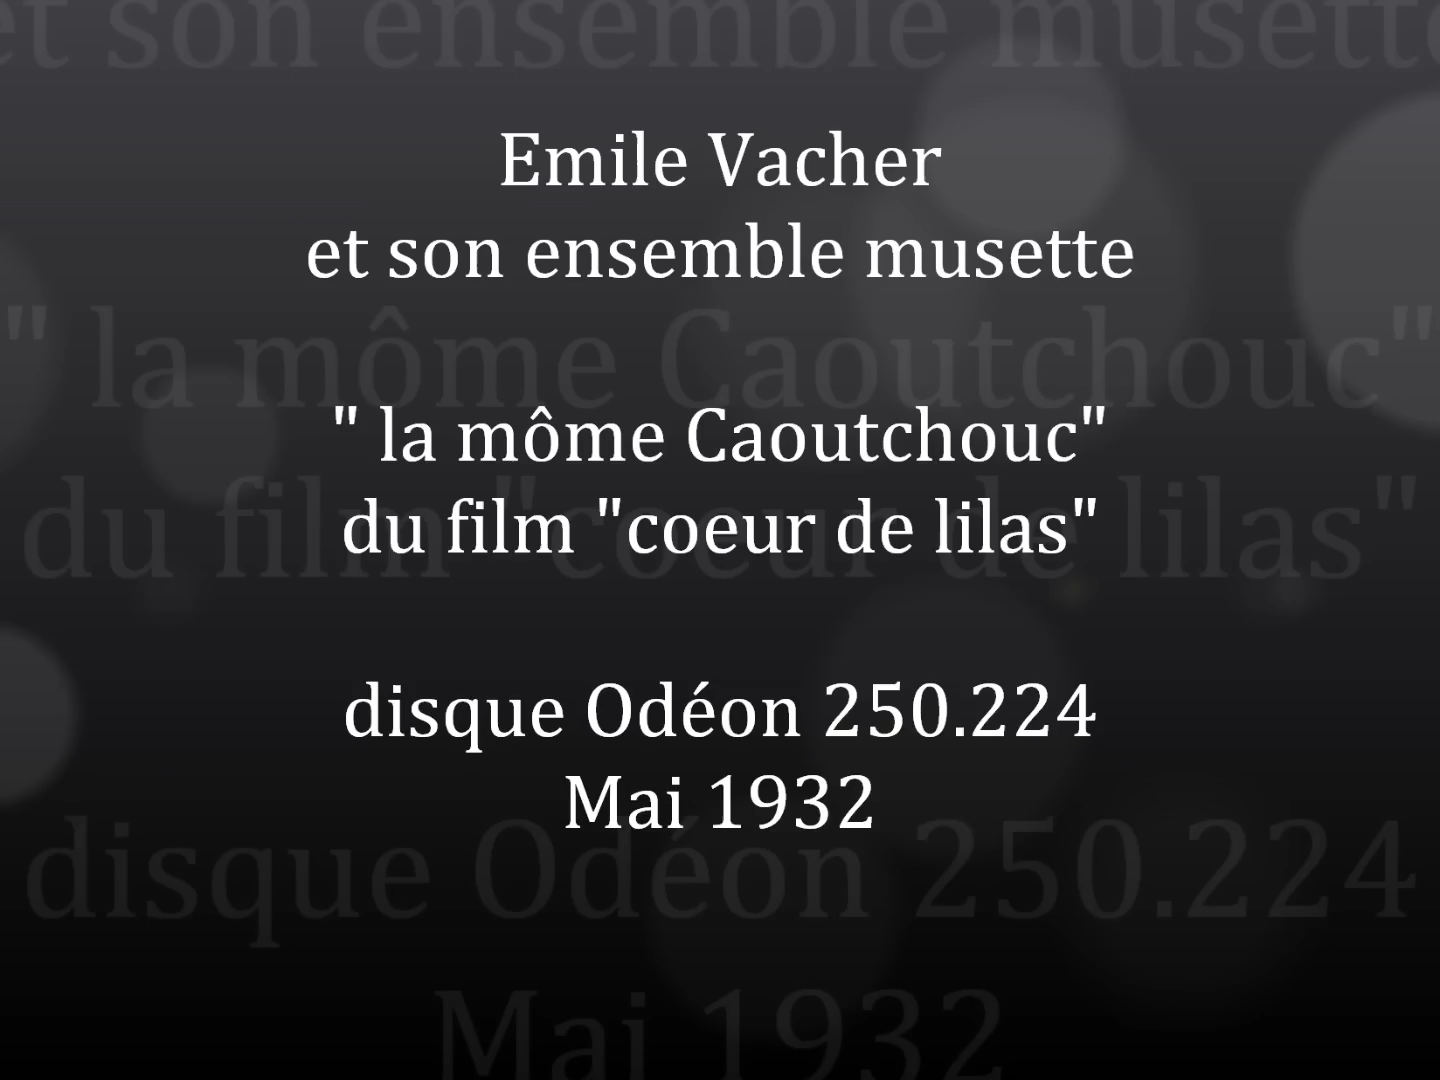 Emile Vacher
et son ensemble musette
" la môme Caoutchouc"
du film "coeur de lilas"
disque Odéon 250.224
Mai 1932